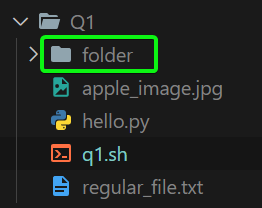 Q1
folder
apple_image.jpg
hello.py
q1.sh
regular_file.txt